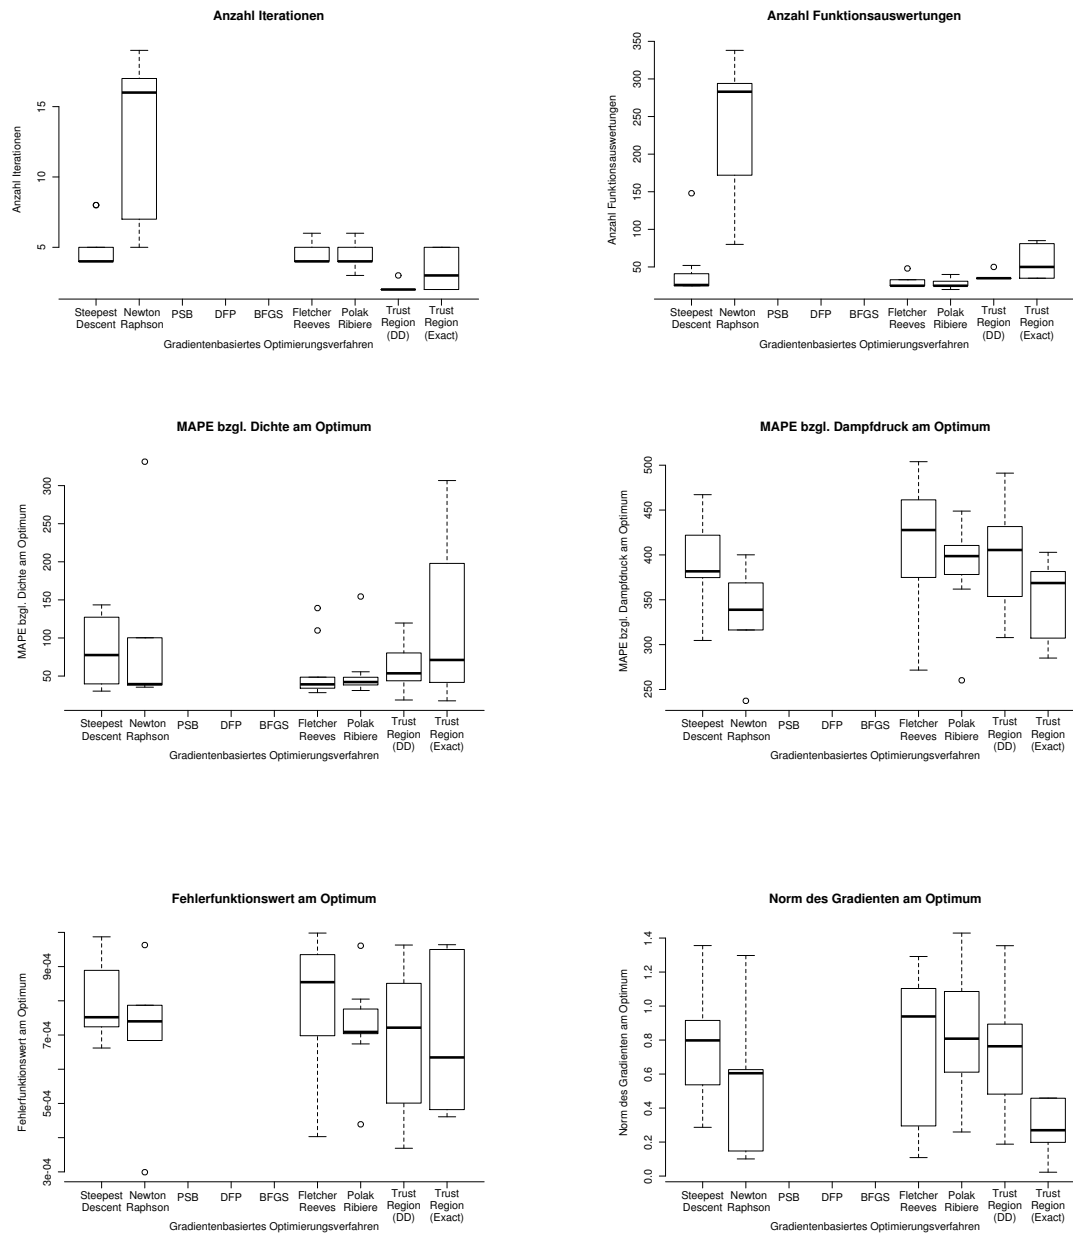 Anzahl Iterationen
Anzahl Iterationen
15
10
5
Steepest Descent
Newton Raphson
PSB
DFP
BFGS
Fletcher Reeves
Polak Ribiere
Trust Region (DD)
Trust Region (Exact)
Gradientenbasiertes Optimierungsverfahren
Anzahl Funktionsauswertungen
Anzahl Funktionsauswertungen
350
300
250
200
150
100
50
Steepest Descent
Newton Raphson
PSB
DFP
BFGS
Fletcher Reeves
Polak Ribiere
Trust Region (DD)
Trust Region (Exact)
Gradientenbasiertes Optimierungsverfahren
MAPE bzgl. Dichte am Optimum
MAPE bzgl. Dichte am Optimum
300
250
200
150
100
50
Steepest Descent
Newton Raphson
PSB
DFP
BFGS
Fletcher Reeves
Polak Ribiere
Trust Region (DD)
Trust Region (Exact)
Gradientenbasiertes Optimierungsverfahren
MAPE bzgl. Dampfdruck am Optimum
MAPE bzgl. Dampfdruck am Optimum
500
450
400
350
300
250
Steepest Descent
Newton Raphson
PSB
DFP
BFGS
Fletcher Reeves
Polak Ribiere
Trust Region (DD)
Trust Region (Exact)
Gradientenbasiertes Optimierungsverfahren
Fehlerfunktionswert am Optimum
Fehlerfunktionswert am Optimum
9e-04
7e-04
5e-04
3e-04
Steepest Descent
Newton Raphson
PSB
DFP
BFGS
Fletcher Reeves
Polak Ribiere
Trust Region (DD)
Trust Region (Exact)
Gradientenbasiertes Optimierungsverfahren
Norm des Gradienten am Optimum
Norm des Gradienten am Optimum
1.4
1.2
1.0
0.8
0.6
0.4
0.2
0.0
Steepest Descent
Newton Raphson
PSB
DFP
BFGS
Fletcher Reeves
Polak Ribiere
Trust Region (DD)
Trust Region (Exact)
Gradientenbasiertes Optimierungsverfahren